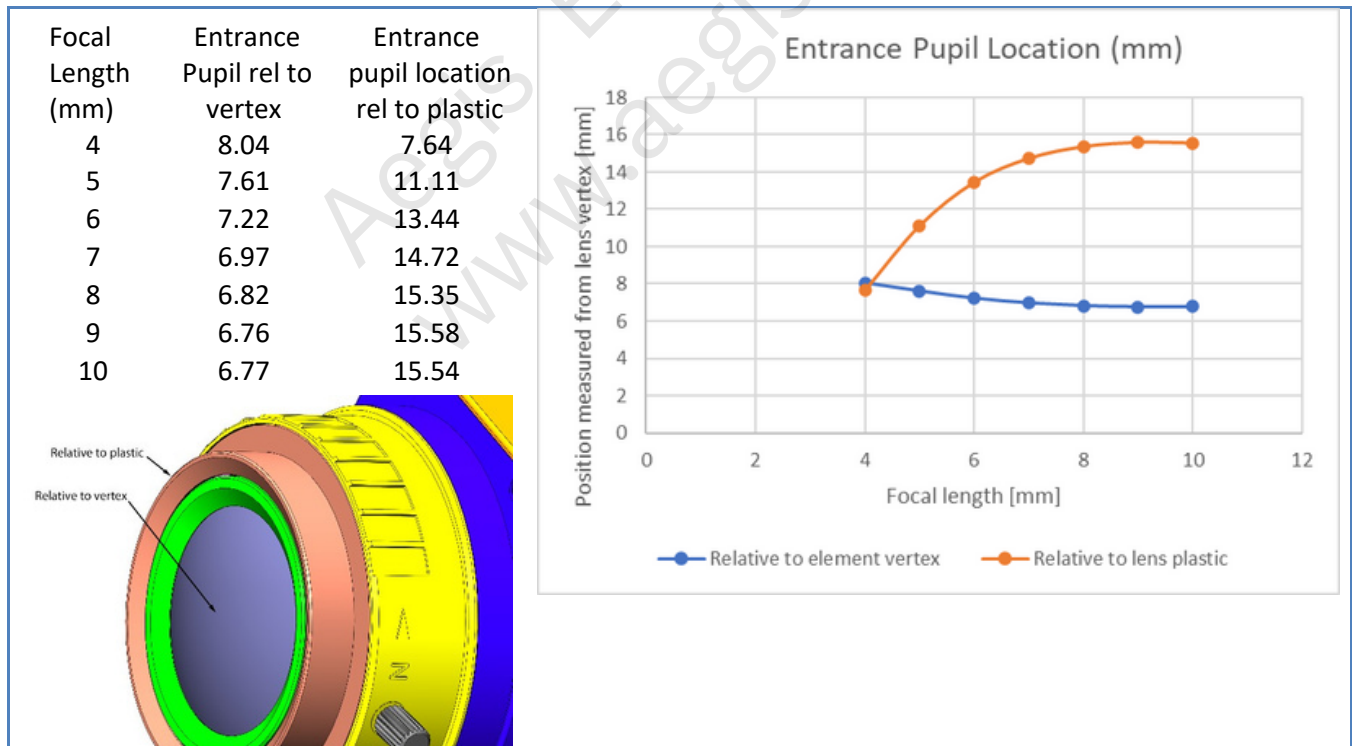 Focal Length (mm) Entrance Pupil rel to vertex Entrance pupil location rel to plastic
4 8.04 7.64
5 7.61 11.11
6 7.22 13.44
7 6.97 14.72
8 6.82 15.35
9 6.76 15.58
10 6.77 15.54
Relative to plastic
Relative to vertex
N
Entrance Pupil Location (mm)
Position measured from lens vertex [mm]
18
16
14
12
10
8
6
4
2
0
0 2 4 6 8 10 12
Focal length [mm]
Relative to element vertex Relative to lens plastic
Aegis
www.aegis